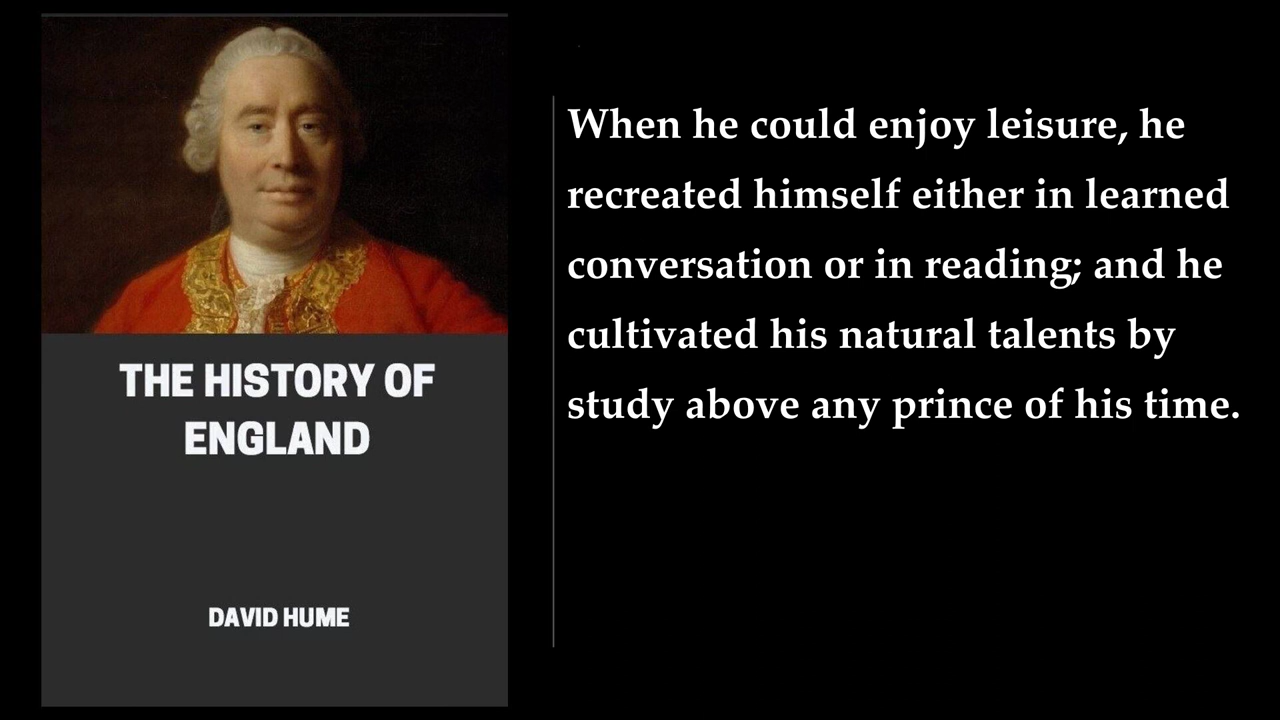 THE HISTORY OF
ENGLAND
DAVID HUME
When he could enjoy leisure, he
recreated himself either in learned
conversation or in reading; and he
cultivated his natural talents by
study above any prince of his time.